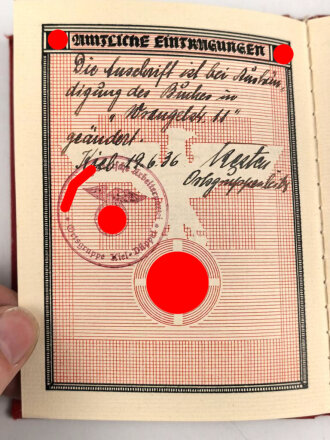 AMTLICHE EINTRAGUNGEN
Die Anschrift ist bei Aushän-
digung des Buches in
"Wrangelstr. 11"
geändert.
Kiel, 19.6.36
Ortsgruppenleiter
Ortsgruppe Kiel-Düppel